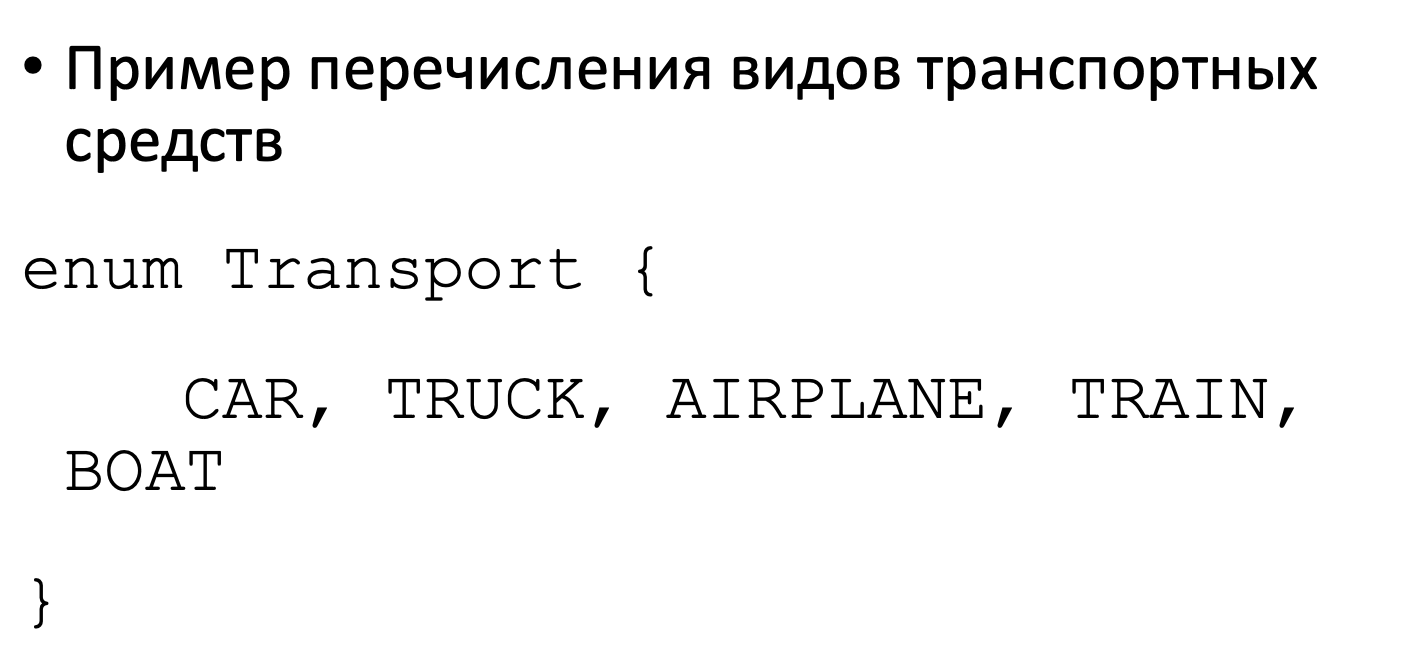 • Пример перечисления видов транспортных
средств
enum Transport {
CAR, TRUCK, AIRPLANE, TRAIN,
BOAT
}